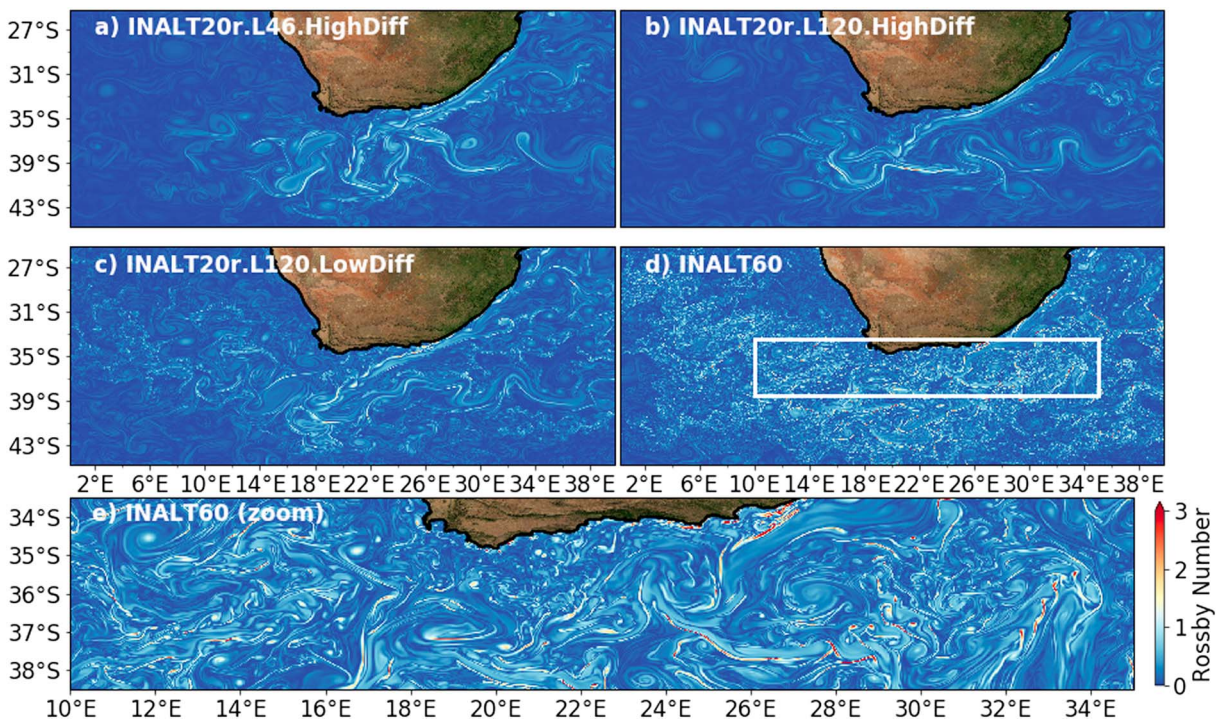 a) INALT20r.L46.HighDiff
b) INALT20r.L120.HighDiff
27°S
31°S
35°S
39°S
43°S
c) INALT20r.L120.LowDiff
d) INALT60
27°S
31°S
35°S
39°S
43°S
2°E 6°E 10°E 14°E 18°E 22°E 26°E 30°E 34°E 38°E 2°E 6°E 10°E 14°E 18°E 22°E 26°E 30°E 34°E 38°E
e) INALT60 (zoom)
34°S
35°S
36°S
37°S
38°S
10°E 12°E 14°E 16°E 18°E 20°E 22°E 24°E 26°E 28°E 30°E 32°E 34°E
3
2
1
0
Rossby Number